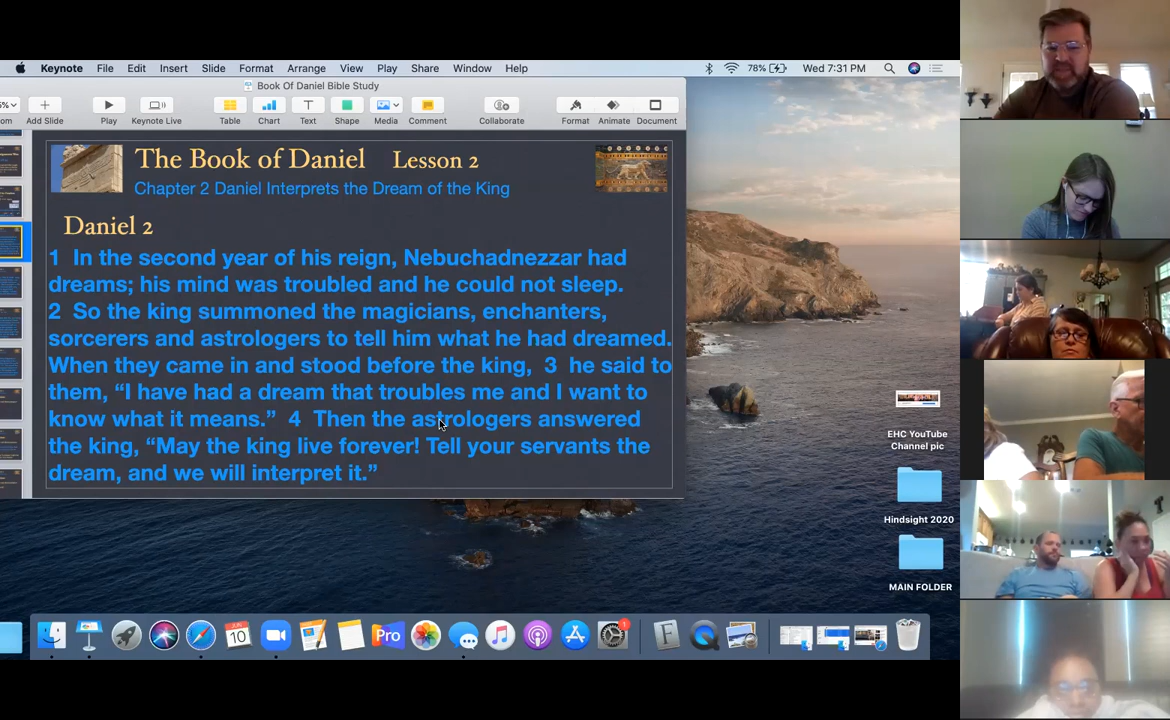 Keynote File Edit Insert Slide Format Arrange View Play Share Window Help 78% Wed 7:31 PM
Book Of Daniel Bible Study
Add Slide Play Keynote Live Table Chart Text Shape Media Comment Collaborate Format Animate Document
The Book of Daniel Lesson 2
Chapter 2 Daniel Interprets the Dream of the King
Daniel 2
1 In the second year of his reign, Nebuchadnezzar had
dreams; his mind was troubled and he could not sleep.
2 So the king summoned the magicians, enchanters,
sorcerers and astrologers to tell him what he had dreamed.
When they came in and stood before the king, 3 he said to
them, “I have had a dream that troubles me and I want to
know what it means.” 4 Then the astrologers answered
the king, “May the king live forever! Tell your servants the
dream, and we will interpret it.”
EHC YouTube
Channel pic
Hindsight 2020
MAIN FOLDER
JUN
10
Pro
1